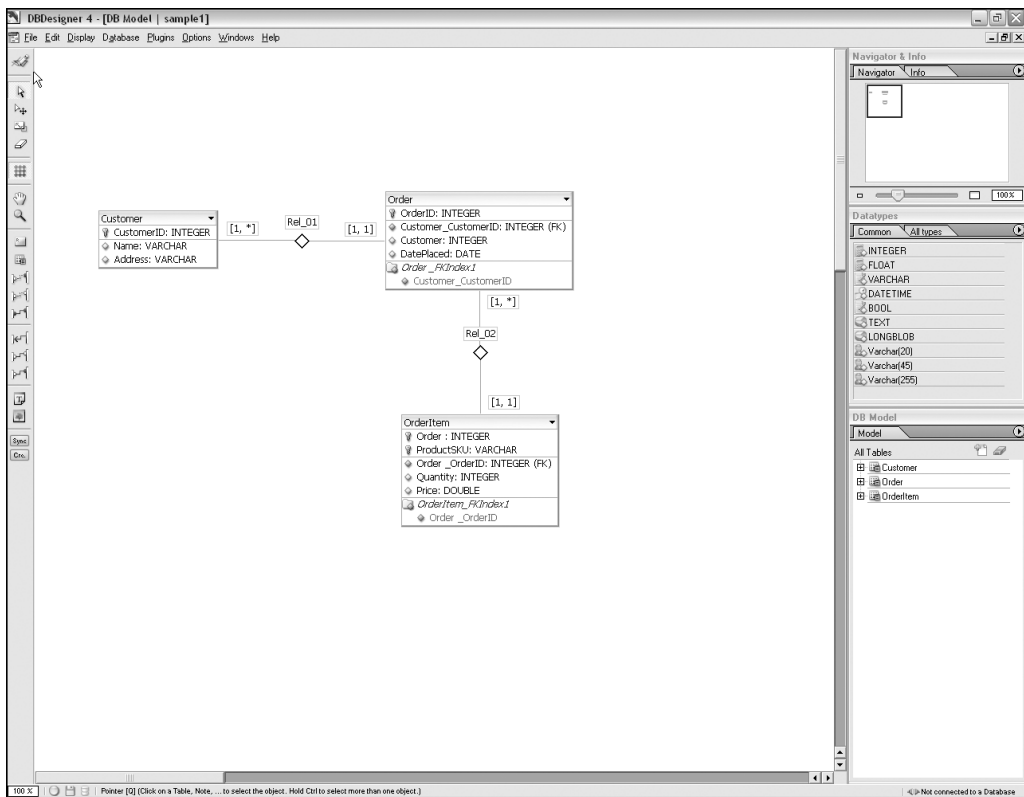 DBDesigner 4 - [DB Model | sample1]
File Edit Display Database Plugins Options Windows Help
Navigator & Info
Navigator Info
100%
Datatypes
Common All types
INTEGER
FLOAT
VARCHAR
DATETIME
BOOL
TEXT
LONGBLOB
Varchar(20)
Varchar(45)
Varchar(255)
DB Model
Model
All Tables
Customer
Order
OrderItem
Customer
CustomerID: INTEGER
Name: VARCHAR
Address: VARCHAR
[1, *]
Rel_01
[1, 1]
Order
OrderID: INTEGER
Customer_CustomerID: INTEGER (FK)
Customer: INTEGER
DatePlaced: DATE
Order _FKIndex1
Customer_CustomerID
[1, *]
Rel_02
[1, 1]
OrderItem
Order : INTEGER
ProductSKU: VARCHAR
Order _OrderID: INTEGER (FK)
Quantity: INTEGER
Price: DOUBLE
OrderItem_FKIndex1
Order _OrderID
Sync
Cre.
100 %
Pointer [Q] (Click on a Table, Note, ... to select the object. Hold Ctrl to select more than one object.)
Not connected to a Database